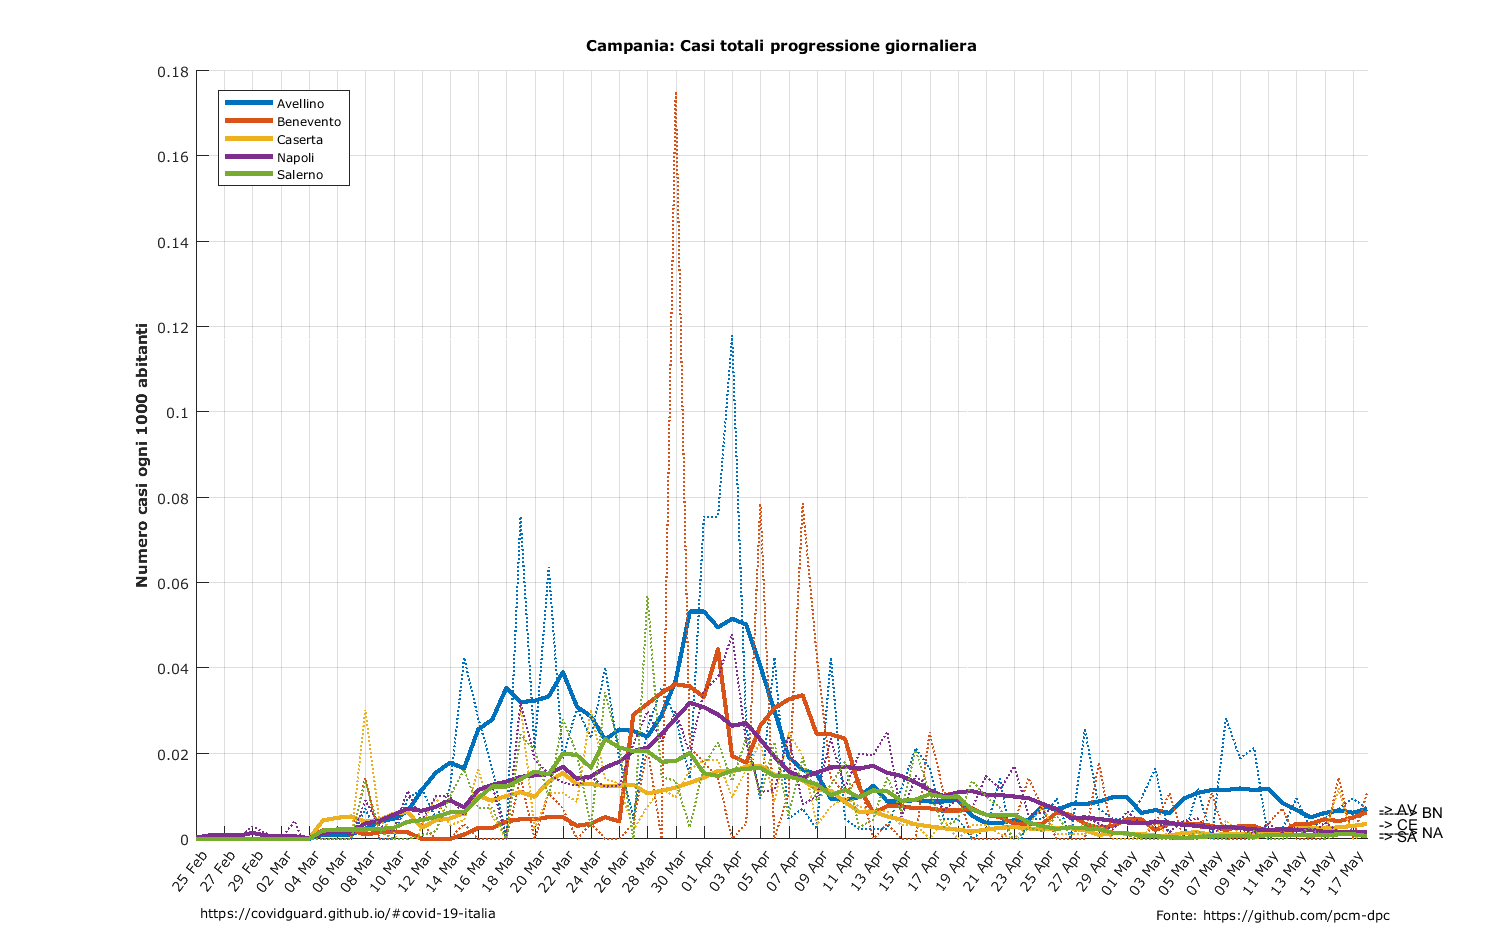 Campania: Casi totali progressione giornaliera
0.18
0.16
0.14
0.12
0.1
0.08
0.06
0.04
0.02
0
Numero casi ogni 1000 abitanti
Avellino
Benevento
Caserta
Napoli
Salerno
-> AV
----> BN
-> CE
----> NA
-> SA
25 Feb
27 Feb
29 Feb
02 Mar
04 Mar
06 Mar
08 Mar
10 Mar
12 Mar
14 Mar
16 Mar
18 Mar
20 Mar
22 Mar
24 Mar
26 Mar
28 Mar
30 Mar
01 Apr
03 Apr
05 Apr
07 Apr
09 Apr
11 Apr
13 Apr
15 Apr
17 Apr
19 Apr
21 Apr
23 Apr
25 Apr
27 Apr
29 Apr
01 May
03 May
05 May
07 May
09 May
11 May
13 May
15 May
17 May
https://covidguard.github.io/#covid-19-italia
Fonte: https://github.com/pcm-dpc